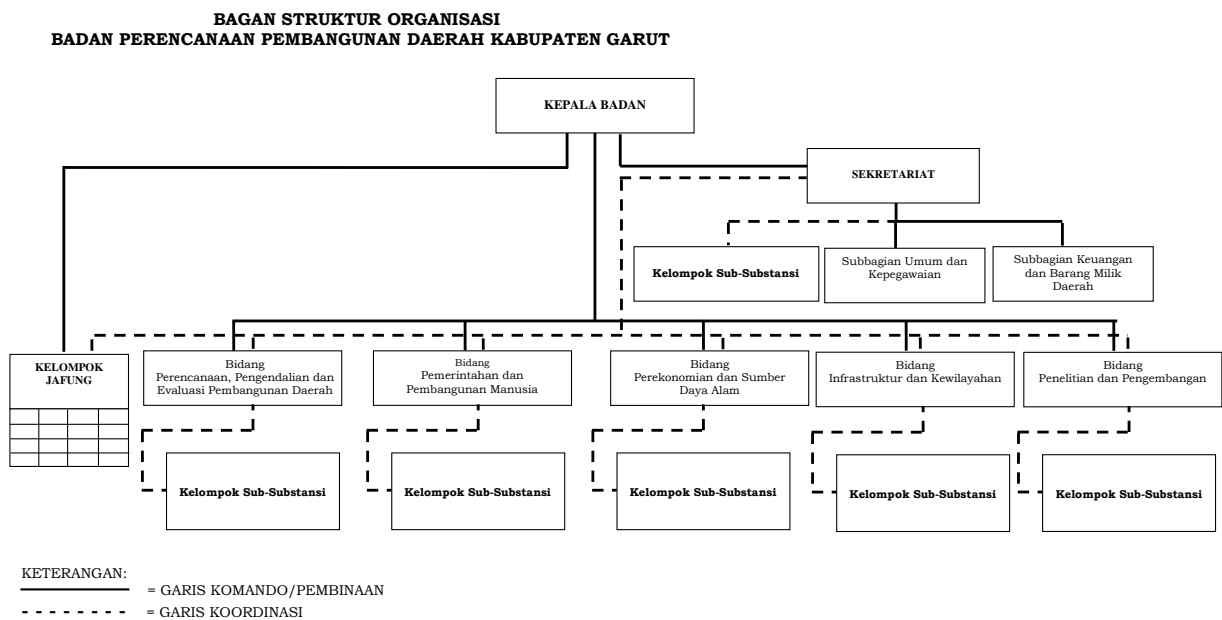 BAGAN STRUKTUR ORGANISASI
BADAN PERENCANAAN PEMBANGUNAN DAERAH KABUPATEN GARUT
KEPALA BADAN
SEKRETARIAT
Kelompok Sub-Substansi
Subbagian Umum dan
Kepegawaian
Subbagian Keuangan
dan Barang Milik
Daerah
KELOMPOK
JAFUNG
Bidang
Perencanaan, Pengendalian dan
Evaluasi Pembangunan Daerah
Bidang
Pemerintahan dan
Pembangunan Manusia
Bidang
Perekonomian dan Sumber
Daya Alam
Bidang
Infrastruktur dan Kewilayahan
Bidang
Penelitian dan Pengembangan
Kelompok Sub-Substansi
Kelompok Sub-Substansi
Kelompok Sub-Substansi
Kelompok Sub-Substansi
Kelompok Sub-Substansi
KETERANGAN:
= GARIS KOMANDO/PEMBINAAN
= GARIS KOORDINASI